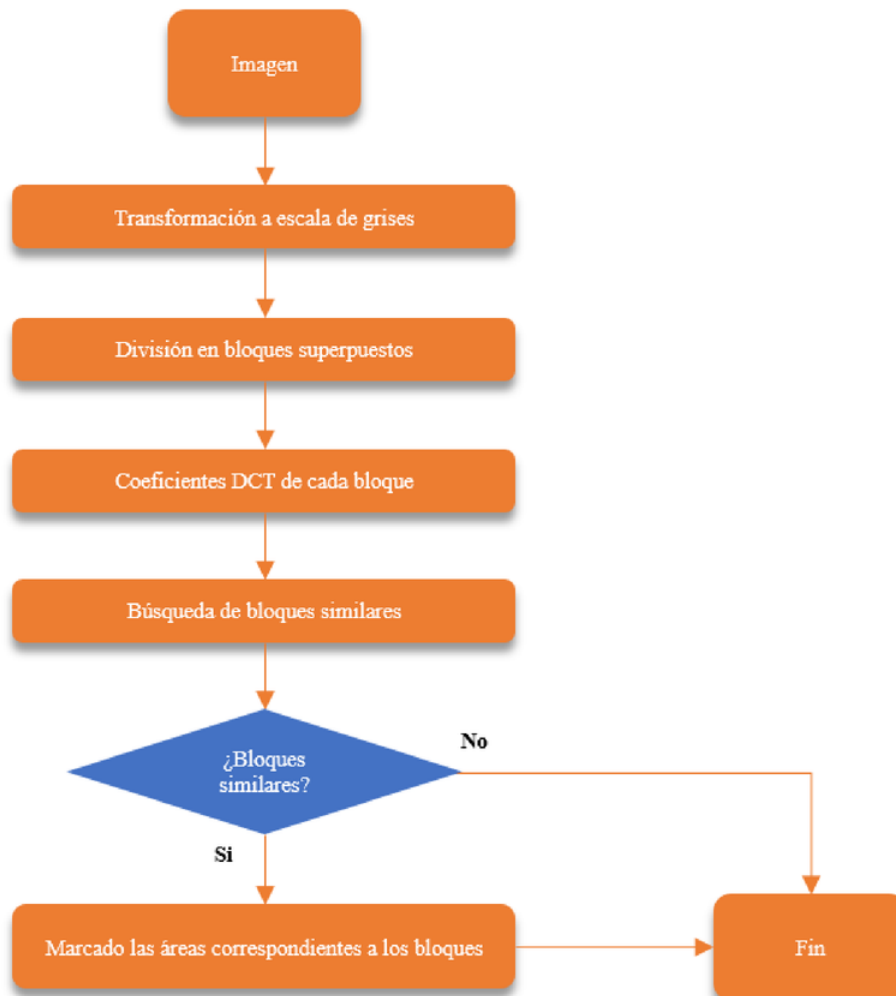 Imagen
Transformación a escala de grises
División en bloques superpuestos
Coeficientes DCT de cada bloque
Búsqueda de bloques similares
¿Bloques
similares?
No
Si
Marcado las áreas correspondientes a los bloques
Fin